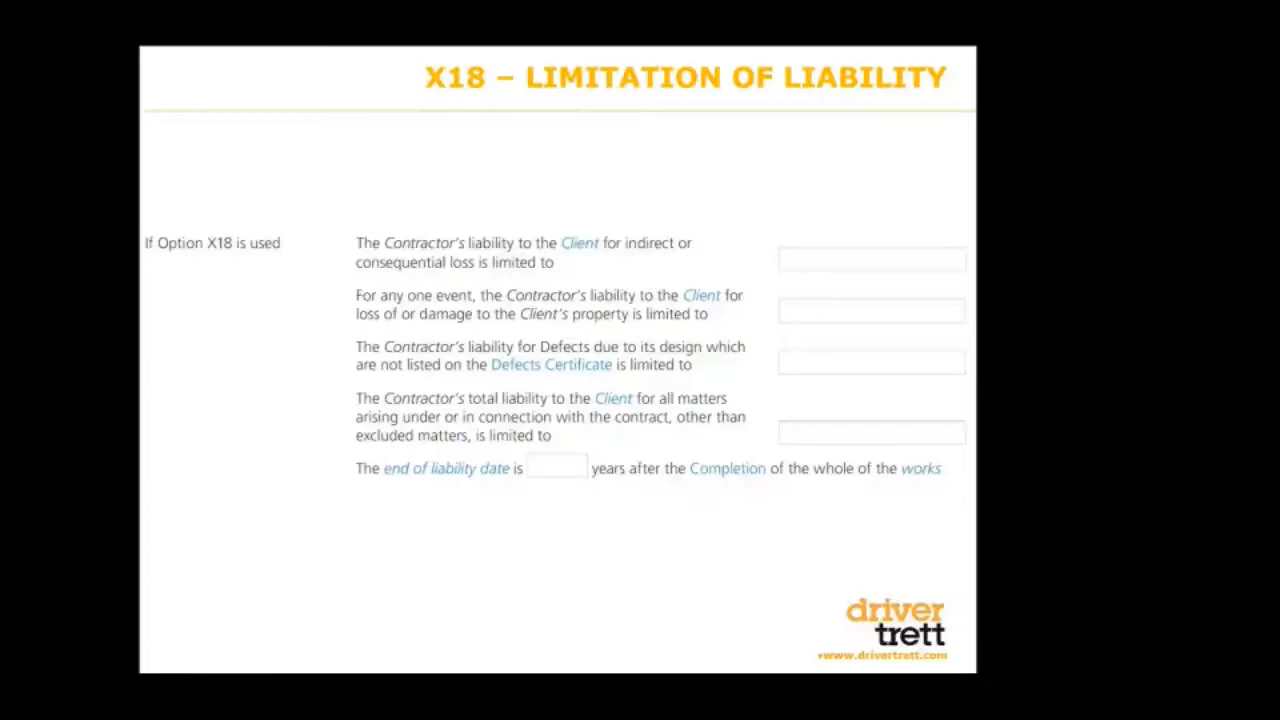 X18 – LIMITATION OF LIABILITY
If Option X18 is used
The Contractor's liability to the Client for indirect or
consequential loss is limited to
For any one event, the Contractor's liability to the Client for
loss of or damage to the Client's property is limited to
The Contractor's liability for Defects due to its design which
are not listed on the Defects Certificate is limited to
The Contractor's total liability to the Client for all matters
arising under or in connection with the contract, other than
excluded matters, is limited to
The end of liability date is years after the Completion of the whole of the works
driver
trett
•www.drivertrett.com